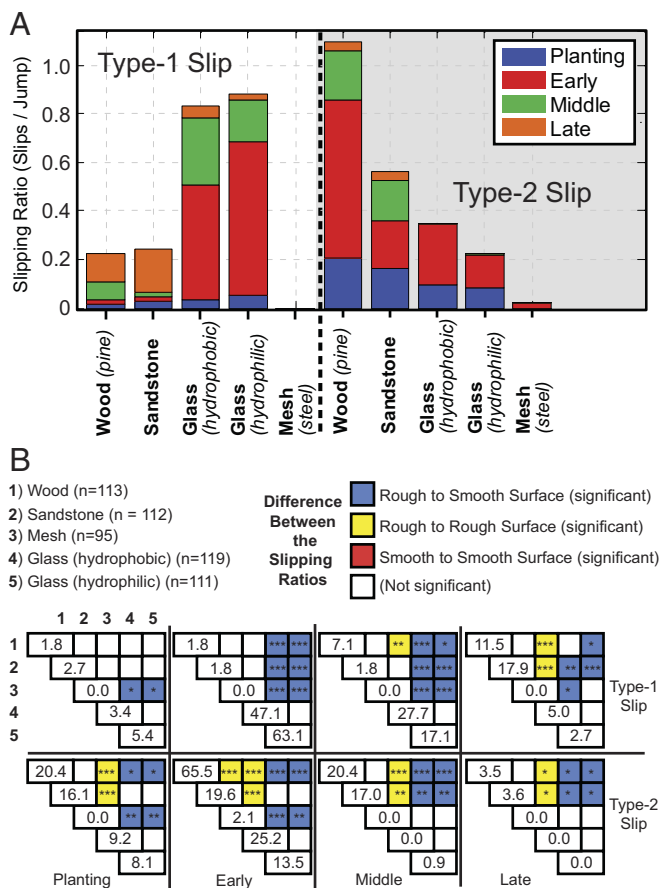 A
Type-1 Slip
Type-2 Slip
Planting
Early
Middle
Late
Slipping Ratio (Slips / Jump)
1.0
0.8
0.6
0.4
0.2
0
Wood (pine)
Sandstone
Glass (hydrophobic)
Glass (hydrophilic)
Mesh (steel)
Wood (pine)
Sandstone
Glass (hydrophobic)
Glass (hydrophilic)
Mesh (steel)
B
1) Wood (n=113)
2) Sandstone (n = 112)
3) Mesh (n=95)
4) Glass (hydrophobic) (n=119)
5) Glass (hydrophilic) (n=111)
Difference
Between
the
Slipping
Ratios
Rough to Smooth Surface (significant)
Rough to Rough Surface (significant)
Smooth to Smooth Surface (significant)
(Not significant)
1 2 3 4 5
1 1.8 1.8 *** *** 7.1 ** *** * 11.5 *** *
2 2.7 1.8 *** *** 1.8 *** *** 17.9 *** ** ***
3 0.0 * * 0.0 *** *** 0.0 *** *** 0.0 *
4 3.4 47.1 27.7 5.0
5 5.4 63.1 17.1 2.7
Type-1
Slip
20.4 *** * * 65.5 *** *** *** *** 20.4 *** *** *** 3.5 * * *
16.1 *** 19.6 *** 17.0 ** ** ** 3.6 * * *
0.0 ** ** 2.1 *** ** 0.0 0.0
9.2 25.2 0.0 0.0
8.1 13.5 0.9 0.0
Type-2
Slip
Planting Early Middle Late